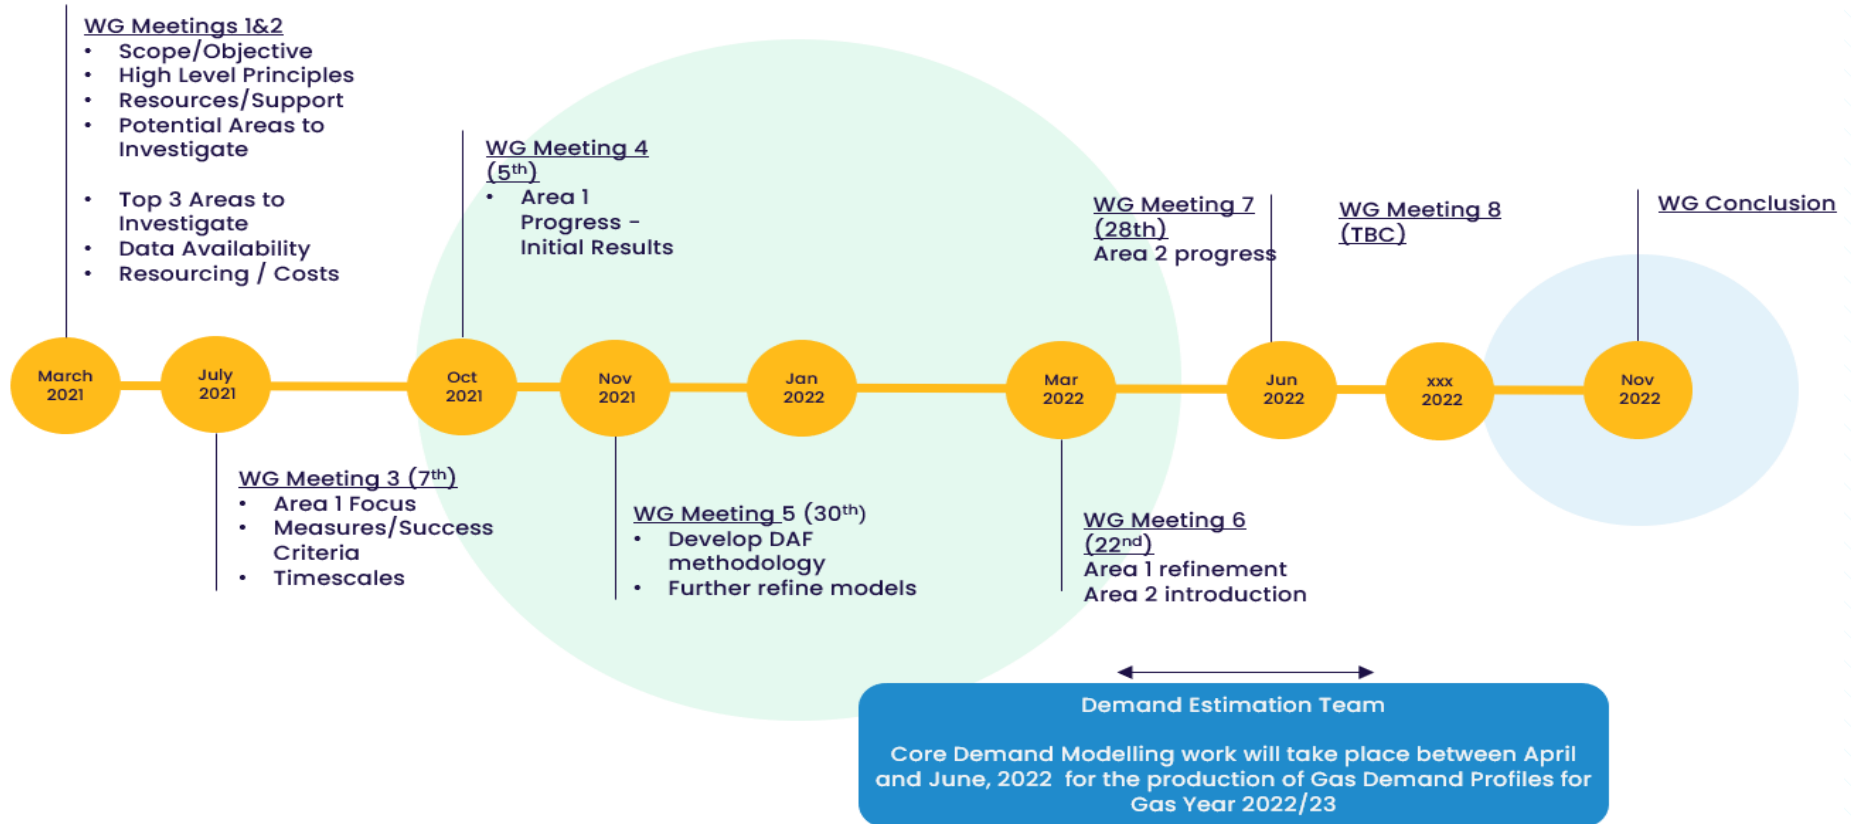 WG Meetings 1&2
• Scope/Objective
• High Level Principles
• Resources/Support
• Potential Areas to
Investigate
• Top 3 Areas to
Investigate
• Data Availability
• Resourcing / Costs
WG Meeting 4
(5th)
• Area 1
Progress -
Initial Results
WG Meeting 7
(28th)
Area 2 progress
WG Meeting 8
(TBC)
WG Conclusion
March
2021
July
2021
Oct
2021
Nov
2021
Jan
2022
Mar
2022
Jun
2022
xxx
2022
Nov
2022
WG Meeting 3 (7th)
• Area 1 Focus
• Measures/Success
Criteria
• Timescales
WG Meeting 5 (30th)
• Develop DAF
methodology
• Further refine models
WG Meeting 6
(22nd)
Area 1 refinement
Area 2 introduction
Demand Estimation Team
Core Demand Modelling work will take place between April
and June, 2022 for the production of Gas Demand Profiles for
Gas Year 2022/23